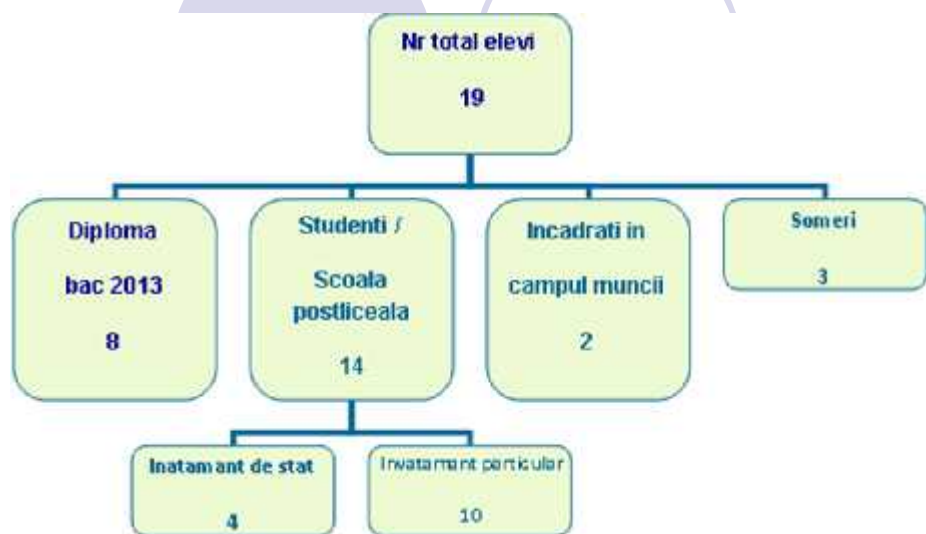 Nr total elevi
19
Diploma
bac 2013
8
Studenti /
Scoala
postliceala
14
Incadrati in
campul muncii
2
Someri
3
Inatamant de stat
4
Invatamant particular
10